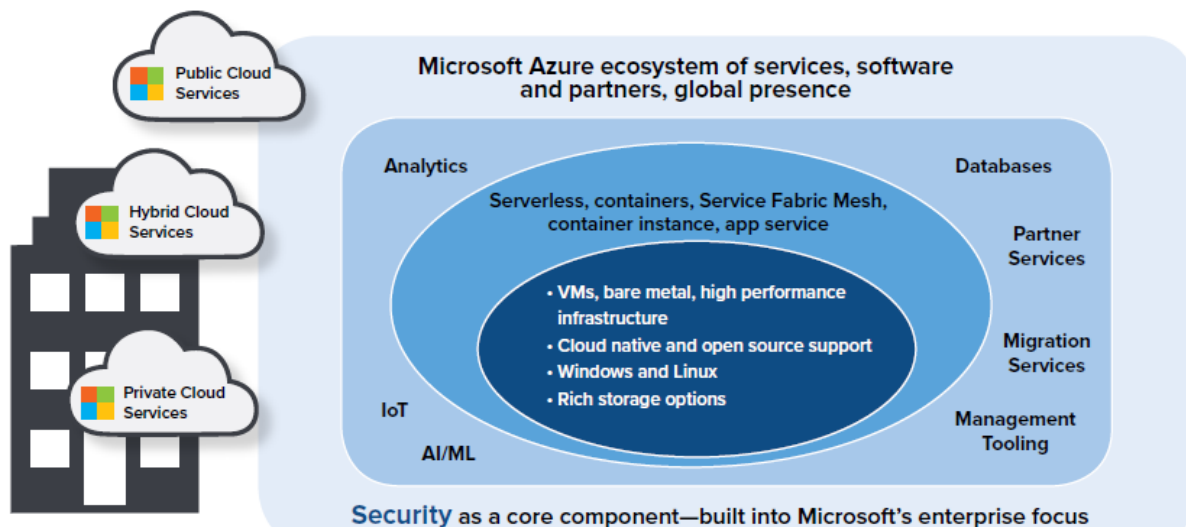 Public Cloud
Services
Hybrid Cloud
Services
Private Cloud
Services
Microsoft Azure ecosystem of services, software
and partners, global presence
Analytics
Databases
Serverless, containers, Service Fabric Mesh,
container instance, app service
Partner
Services
• VMs, bare metal, high performance
infrastructure
• Cloud native and open source support
• Windows and Linux
• Rich storage options
Migration
Services
IoT
AI/ML
Management
Tooling
Security as a core component—built into Microsoft's enterprise focus